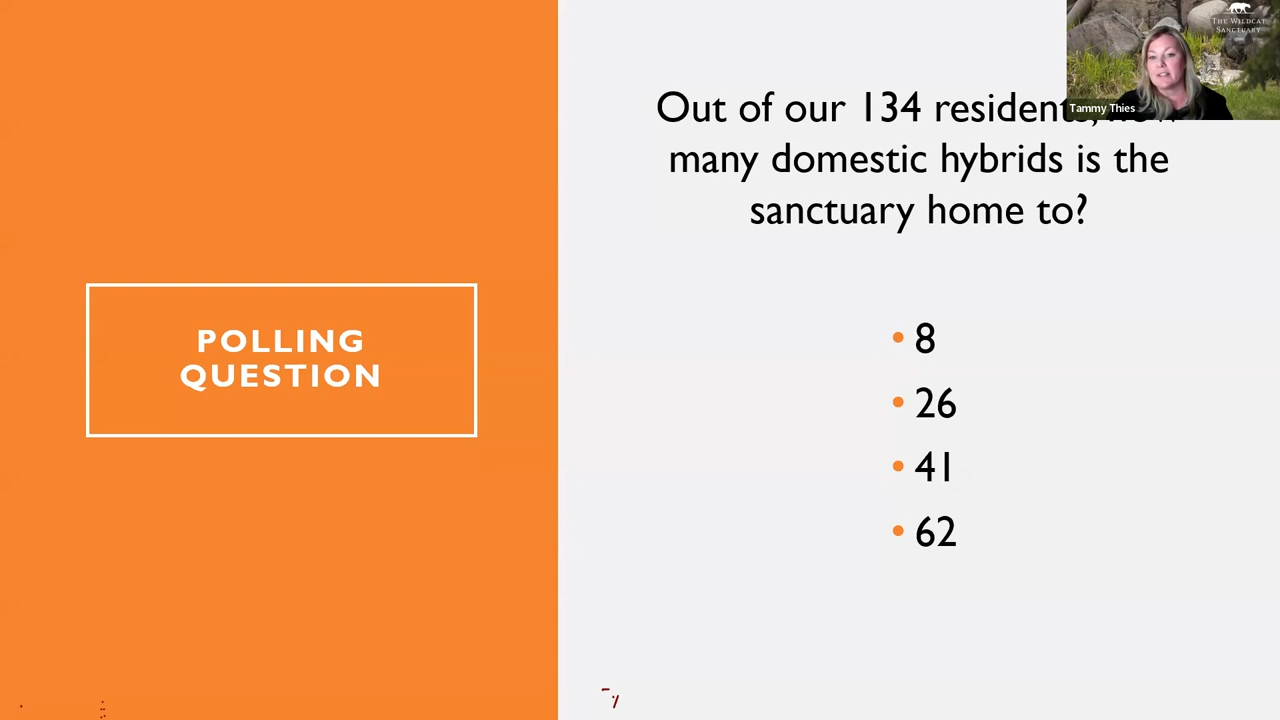 THE WILDCAT
SANCTUARY
Tammy Thies
Out of our 134 residents, how
many domestic hybrids is the
sanctuary home to?
POLLING
QUESTION
• 8
• 26
• 41
• 62